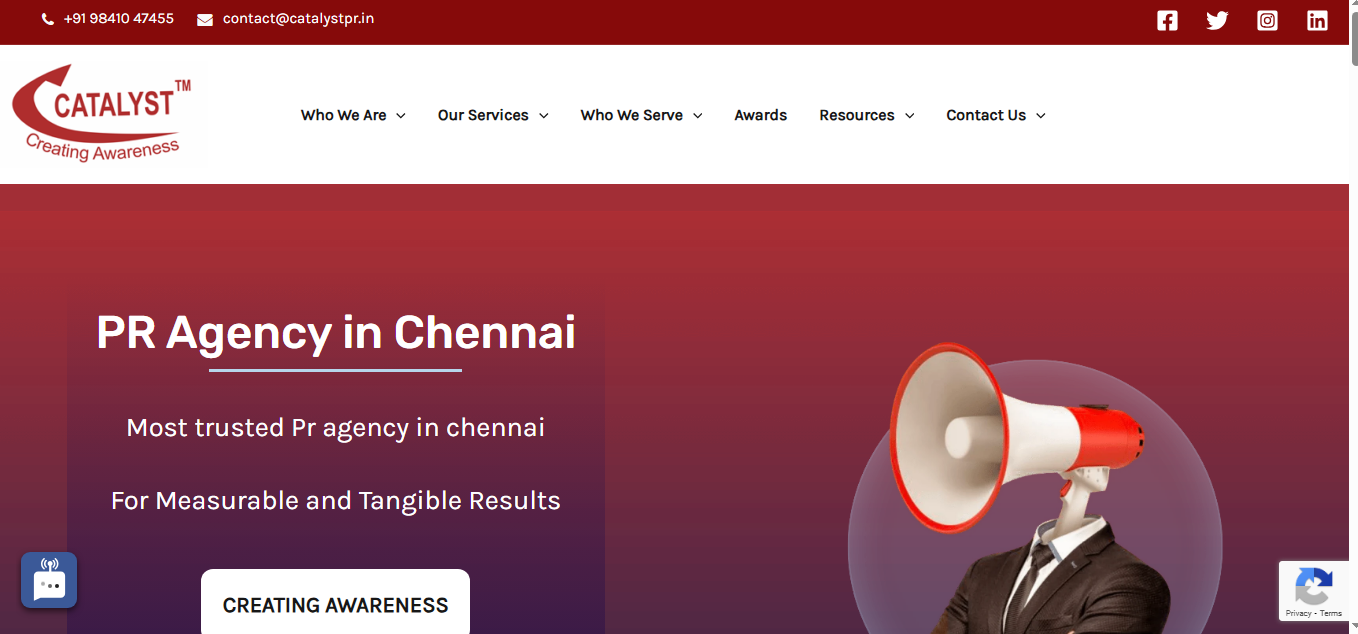 +91 98410 47455 contact@catalystpr.in
CATALYST™
Creating Awareness
Who We Are Our Services Who We Serve Awards Resources Contact Us
PR Agency in Chennai
Most trusted Pr agency in chennai
For Measurable and Tangible Results
CREATING AWARENESS
Privacy - Terms